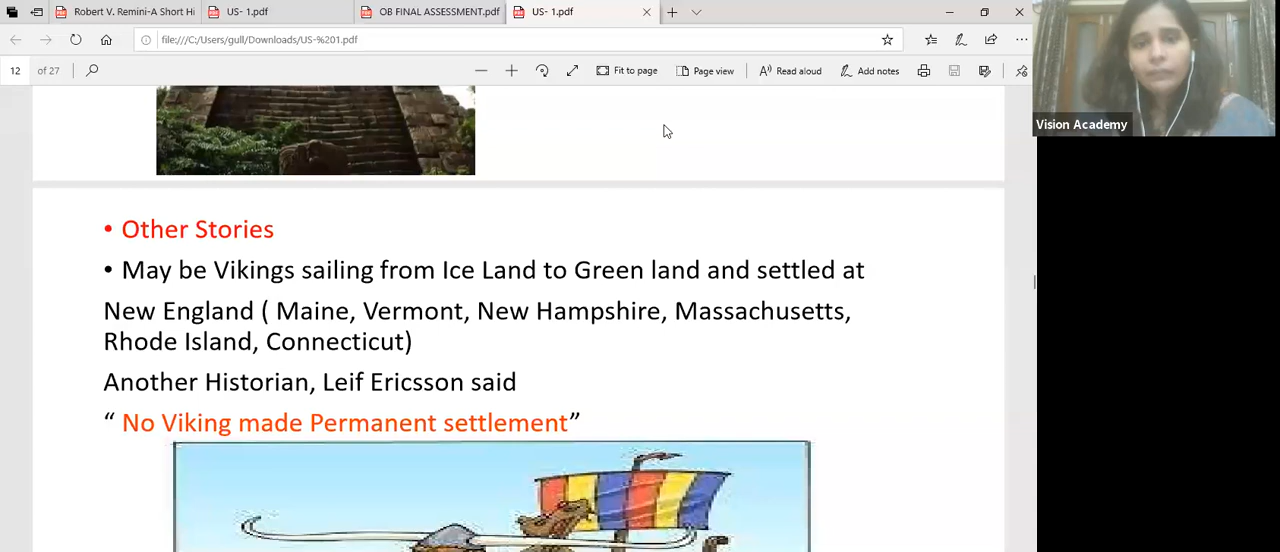 Robert V. Remini-A Short Hi
US- 1.pdf
OB FINAL ASSESSMENT.pdf
US- 1.pdf
file:///C:/Users/gull/Downloads/US-%201.pdf
12 of 27
Fit to page
Page view
Read aloud
Add notes
Vision Academy
• Other Stories
• May be Vikings sailing from Ice Land to Green land and settled at
New England ( Maine, Vermont, New Hampshire, Massachusetts,
Rhode Island, Connecticut)
Another Historian, Leif Ericsson said
“ No Viking made Permanent settlement”